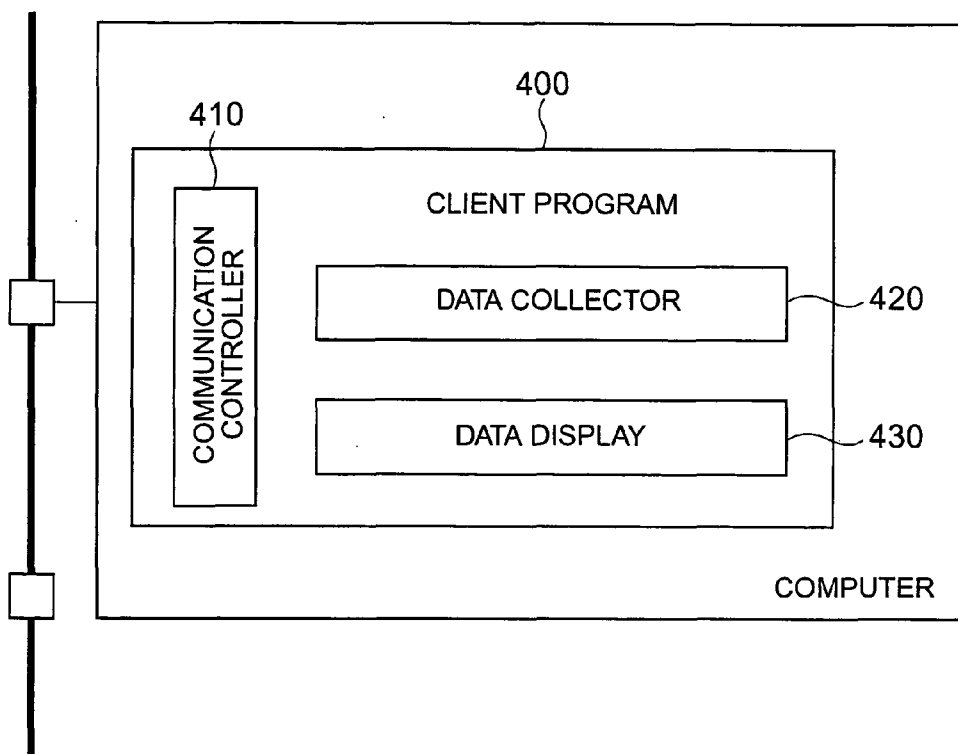 400
410
CLIENT PROGRAM
COMMUNICATION
CONTROLLER
DATA COLLECTOR
420
DATA DISPLAY
430
COMPUTER